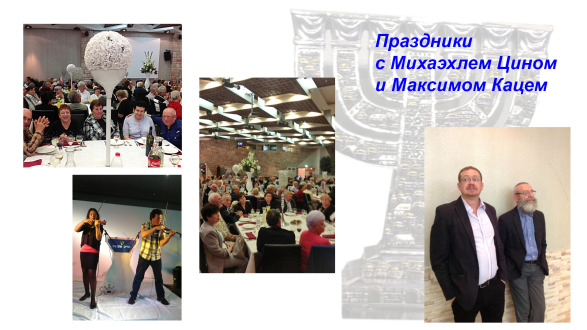 Праздники
с Михаэхлем Цином
и Максимом Кацем